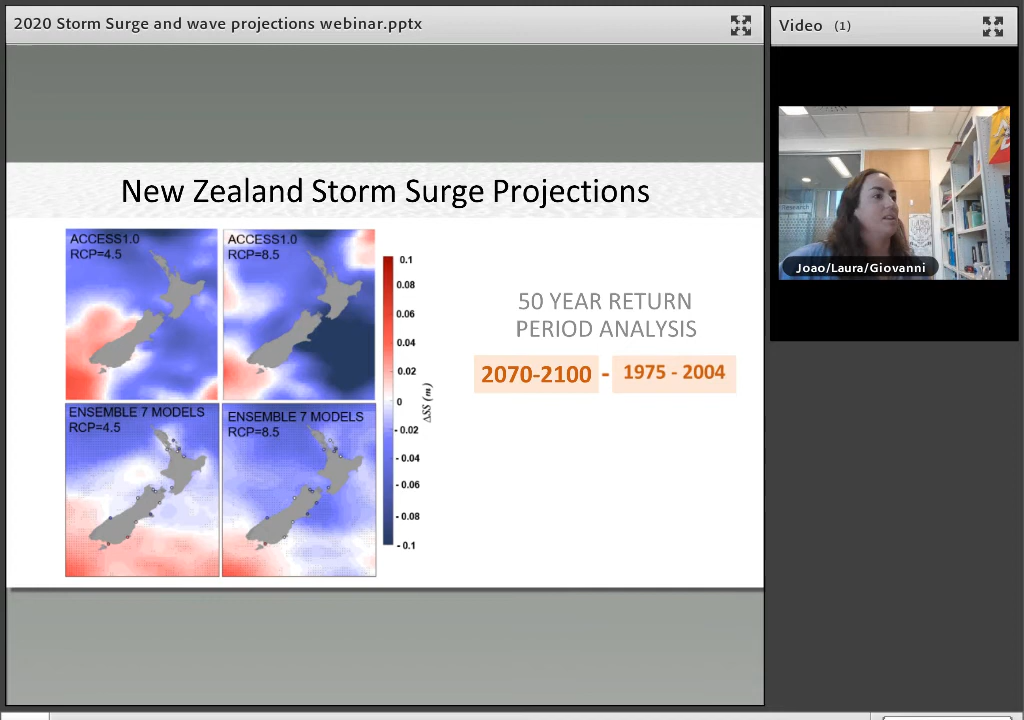 2020 Storm Surge and wave projections webinar.pptx
Video (1)
New Zealand Storm Surge Projections
ACCESS1.0
RCP=4.5
ACCESS1.0
RCP=8.5
ENSEMBLE 7 MODELS
RCP=4.5
ENSEMBLE 7 MODELS
RCP=8.5
0.1
0.08
0.06
0.04
0.02
0
-0.02
-0.04
-0.06
-0.08
-0.1
ΔSS (m)
50 YEAR RETURN
PERIOD ANALYSIS
2070-2100 - 1975 - 2004
research
Joao/Laura/Giovanni